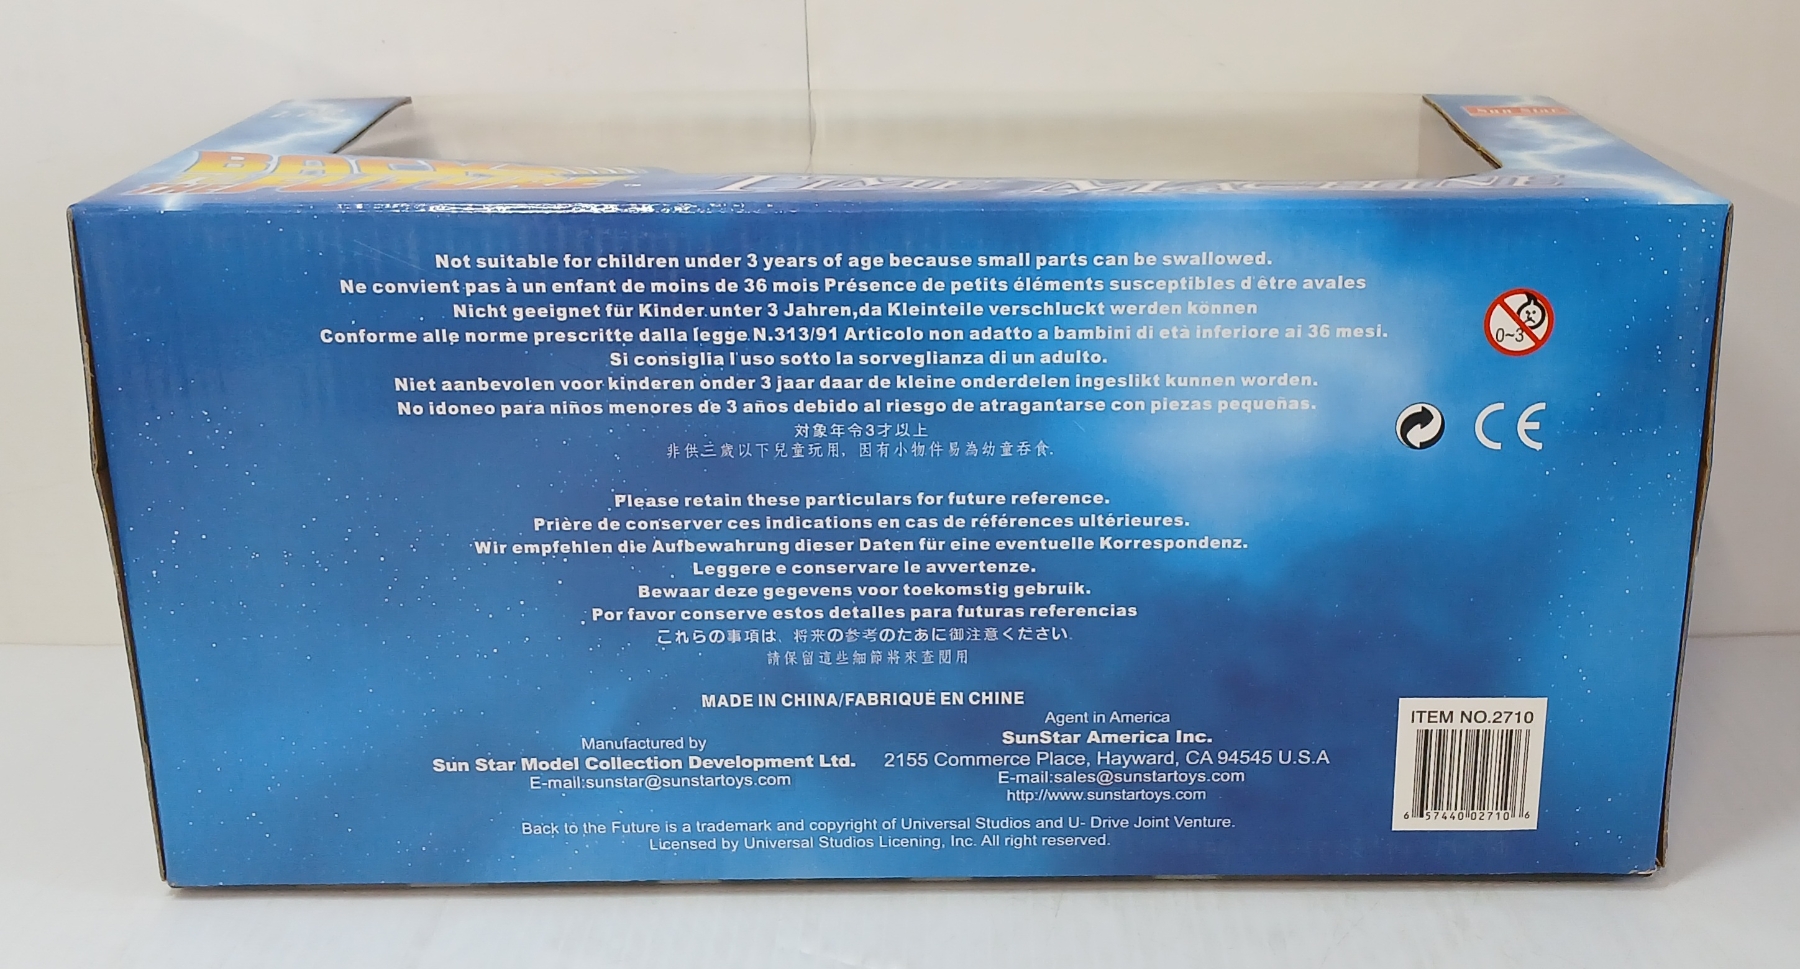 Sun Star
BACK
TO THE FUTURE ™
TIME MACHINE
Not suitable for children under 3 years of age because small parts can be swallowed.
Ne convient pas à un enfant de moins de 36 mois Présence de petits éléments susceptibles d'être avales
Nicht geeignet für Kinder unter 3 Jahren,da Kleinteile verschluckt werden können
Conforme alle norme prescritte dalla legge N.313/91 Articolo non adatto a bambini di età inferiore ai 36 mesi.
Si consiglia l'uso sotto la sorveglianza di un adulto.
Niet aanbevolen voor kinderen onder 3 jaar daar de kleine onderdelen ingeslikt kunnen worden.
No idoneo para niños menores de 3 años debido al riesgo de atragantarse con piezas pequeñas.
対象年令3才以上
非供三歲以下兒童玩用, 因有小物件易為幼童吞食.
0~3
CE
Please retain these particulars for future reference.
Prière de conserver ces indications en cas de références ultérieures.
Wir empfehlen die Aufbewahrung dieser Daten für eine eventuelle Korrespondenz.
Leggere e conservare le avvertenze.
Bewaar deze gegevens voor toekomstig gebruik.
Por favor conserve estos detalles para futuras referencias
これらの事項は、将来の参考のたあに御注意ください.
請保留這些細節將來查閱用
MADE IN CHINA/FABRIQUÉ EN CHINE
Manufactured by
Sun Star Model Collection Development Ltd.
E-mail:sunstar@sunstartoys.com
Agent in America
SunStar America Inc.
2155 Commerce Place, Hayward, CA 94545 U.S.A
E-mail:sales@sunstartoys.com
http://www.sunstartoys.com
Back to the Future is a trademark and copyright of Universal Studios and U- Drive Joint Venture.
Licensed by Universal Studios Licening, Inc. All right reserved.
ITEM NO.2710
6 57440 02710 6